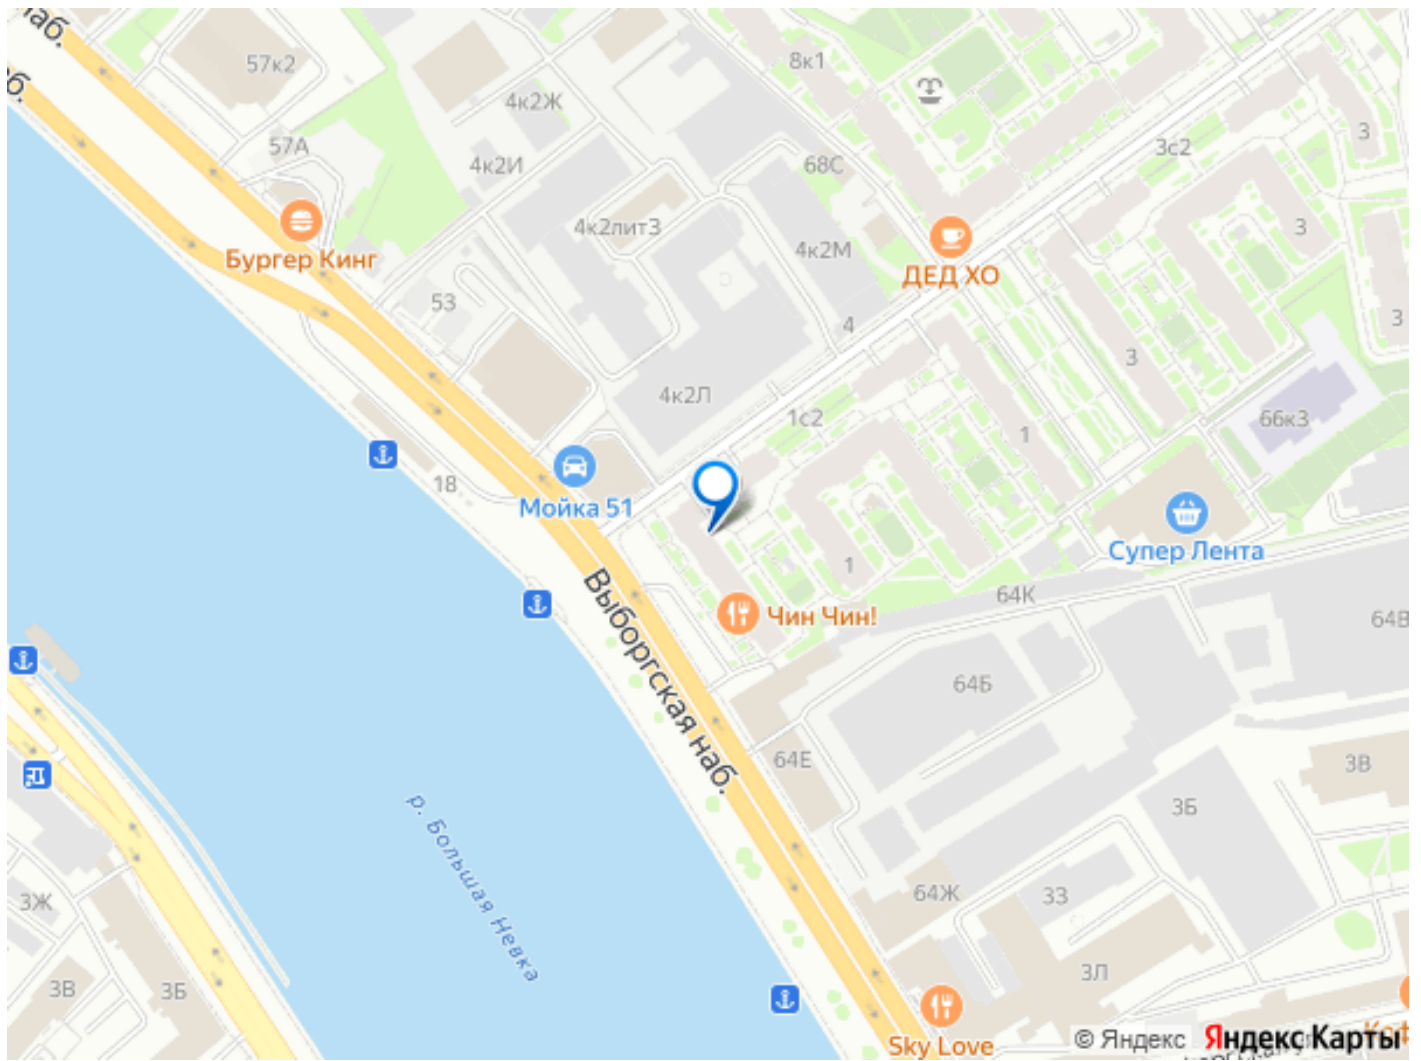 наб.
57к2
8к1
4к2Ж
57А
4к2И
68С
3с2
3
4к2лит3
4к2М
3
Бургер Кинг
ДЕД ХО
53
4
3
3
4к2Л
1с2
66к3
1
18
Мойка 51
Супер Лента
1
64К
Чин Чин!
64В
Выборгская наб.
64Б
64Е
3В
3Б
р. Большая Невка
3Ж
64Ж
33
3В
3Б
3Л
Sky Love
© Яндекс
Яндекс Карты